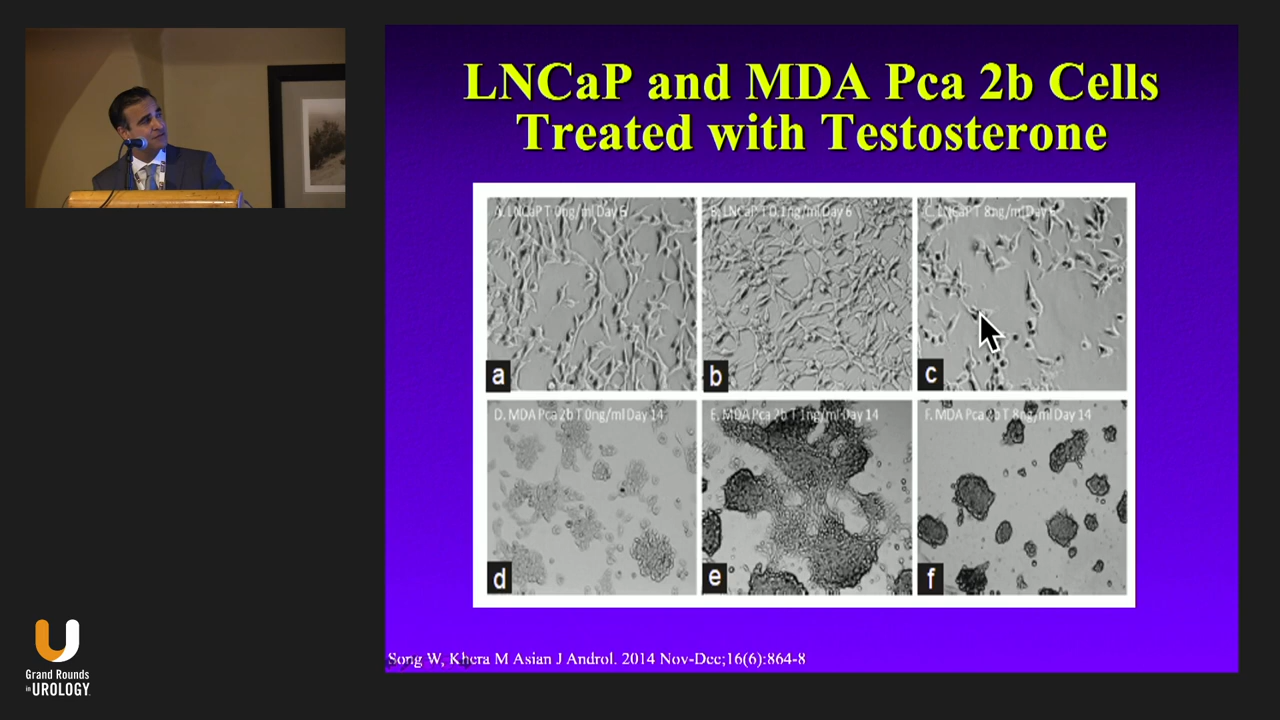 LNCaP and MDA Pca 2b Cells
Treated with Testosterone
A. LNCaP T 0ng/ml Day 6
B. LNCaP T 0.1ng/ml Day 6
C. LNCaP T 8ng/ml Day 6
a
b
c
D. MDA Pca 2b T 0ng/ml Day 14
E. MDA Pca 2b T 1ng/ml Day 14
F. MDA Pca 2b T 8ng/ml Day 14
d
e
f
Song W, Khera M Asian J Androl. 2014 Nov-Dec;16(6):864-8
Grand Rounds
in UROLOGY